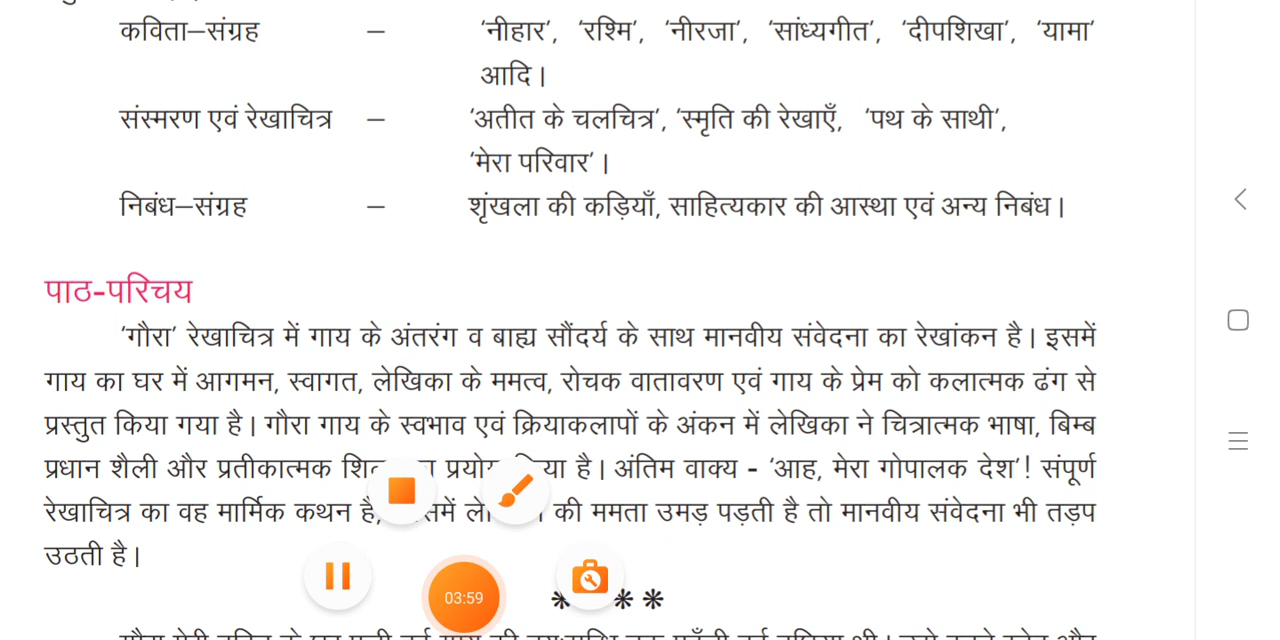 कविता–संग्रह – 'नीहार', 'रश्मि', 'नीरजा', 'सांध्यगीत', 'दीपशिखा', 'यामा'
आदि।
संस्मरण एवं रेखाचित्र – 'अतीत के चलचित्र', 'स्मृति की रेखाएँ, 'पथ के साथी',
'मेरा परिवार'।
निबंध–संग्रह – शृंखला की कड़ियाँ, साहित्यकार की आस्था एवं अन्य निबंध।
पाठ-परिचय
'गौरा' रेखाचित्र में गाय के अंतरंग व बाह्य सौंदर्य के साथ मानवीय संवेदना का रेखांकन है। इसमें
गाय का घर में आगमन, स्वागत, लेखिका के ममत्व, रोचक वातावरण एवं गाय के प्रेम को कलात्मक ढंग से
प्रस्तुत किया गया है। गौरा गाय के स्वभाव एवं क्रियाकलापों के अंकन में लेखिका ने चित्रात्मक भाषा, बिम्ब
प्रधान शैली और प्रतीकात्मक है। अंतिम वाक्य - 'आह, मेरा गोपालक देश'! संपूर्ण
रेखाचित्र का वह मार्मिक कथन है, की ममता उमड़ पड़ती है तो मानवीय संवेदना भी तड़प
उठती है।
03:59
* * *